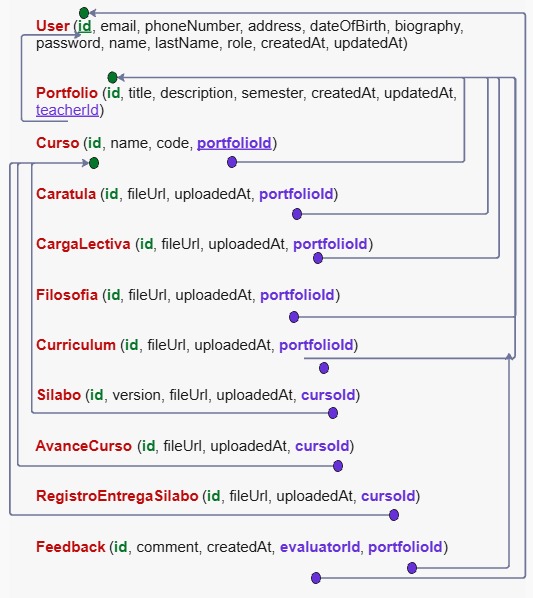 User (id, email, phoneNumber, address, dateOfBirth, biography,
password, name, lastName, role, createdAt, updatedAt)
Portfolio (id, title, description, semester, createdAt, updatedAt,
teacherId)
Curso (id, name, code, portfolioId)
Caratula (id, fileUrl, uploadedAt, portfolioId)
CargaLectiva (id, fileUrl, uploadedAt, portfolioId)
Filosofia (id, fileUrl, uploadedAt, portfolioId)
Curriculum (id, fileUrl, uploadedAt, portfolioId)
Silabo (id, version, fileUrl, uploadedAt, cursoId)
AvanceCurso (id, fileUrl, uploadedAt, cursoId)
RegistroEntregaSilabo (id, fileUrl, uploadedAt, cursoId)
Feedback (id, comment, createdAt, evaluatorId, portfolioId)